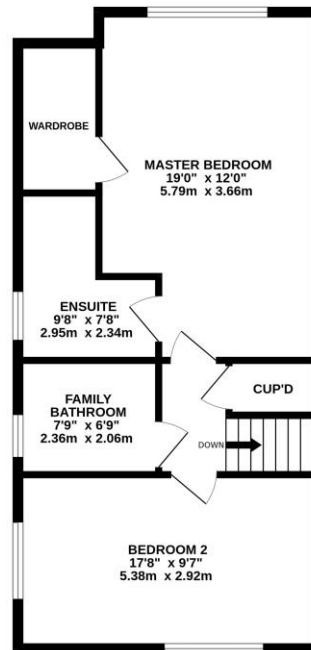 WARDROBE
MASTER BEDROOM
19'0" x 12'0"
5.79m x 3.66m
ENSUITE
9'8" x 7'8"
2.95m x 2.34m
CUP'D
FAMILY
BATHROOM
7'9" x 6'9"
2.36m x 2.06m
DOWN
BEDROOM 2
17'8" x 9'7"
5.38m x 2.92m